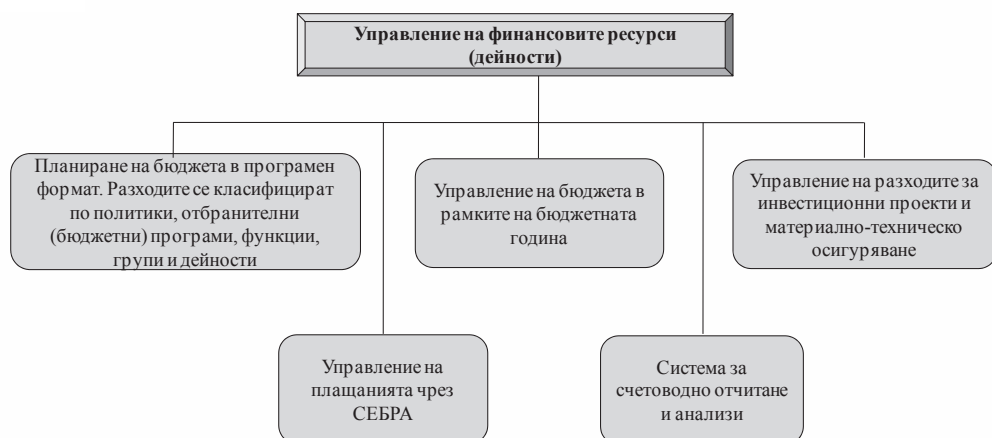 Управление на финансовите ресурси
(дейности)
Планиране на бюджета в програмен
формат. Разходите се класифицират
по политики, отбранителни
(бюджетни) програми, функции,
групи и дейности
Управление на бюджета в
рамките на бюджетната
година
Управление на разходите за
инвестиционни проекти и
материално-техническо
осигуряване
Управление на
плащанията чрез
СЕБРА
Система за
счетоводно отчитане
и анализи